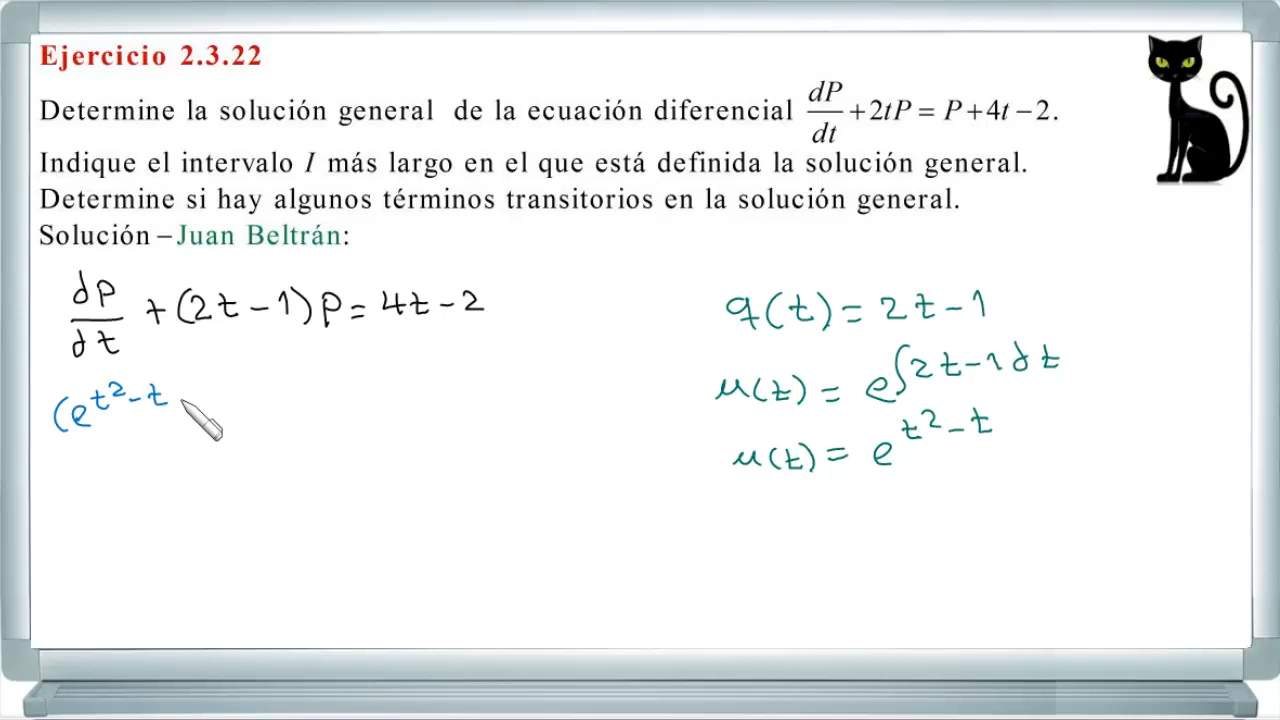 Ejercicio 2.3.22
Determine la solución general de la ecuación diferencial dP/dt + 2tP = P + 4t − 2.
Indique el intervalo I más largo en el que está definida la solución general.
Determine si hay algunos términos transitorios en la solución general.
Solución – Juan Beltrán:
dP/dt + (2t − 1)P = 4t − 2
(e^{t^2 − t}
q(t) = 2t − 1
μ(t) = e^{∫2t − 1 dt}
μ(t) = e^{t^2 − t}